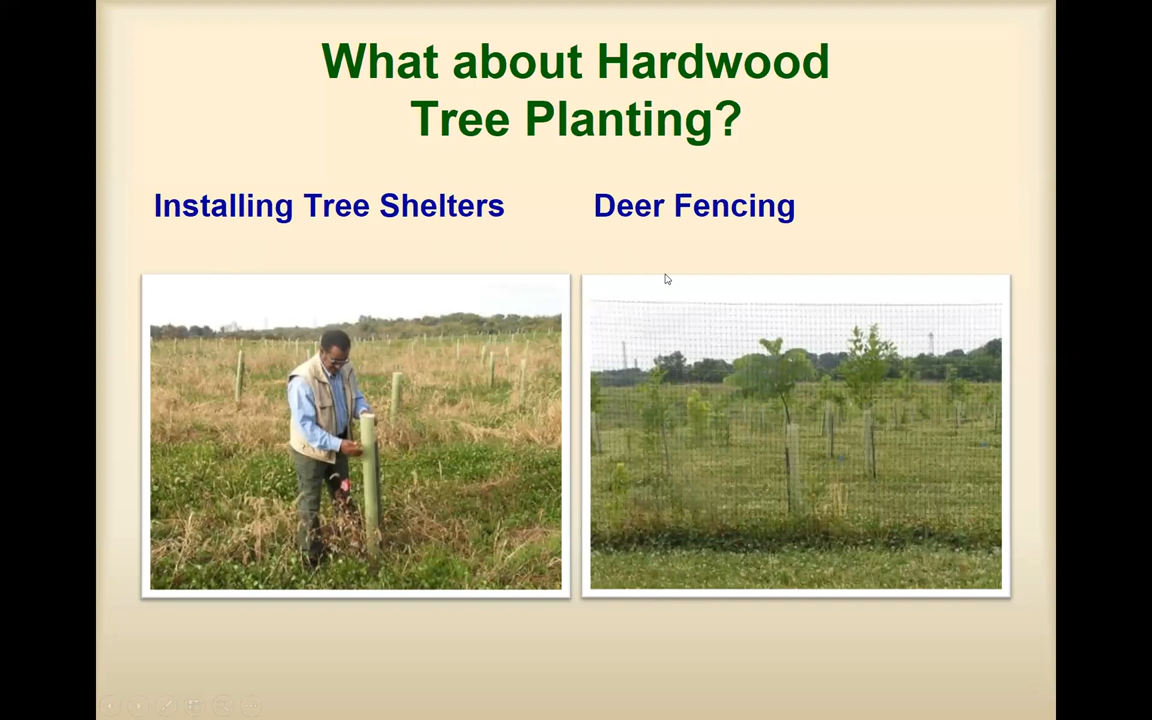 What about Hardwood
Tree Planting?
Installing Tree Shelters
Deer Fencing